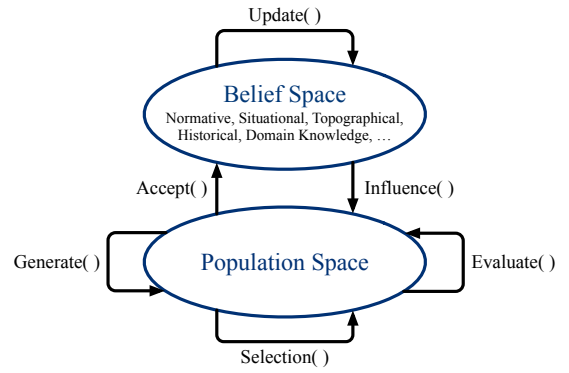 Update( )
Belief Space
Normative, Situational, Topographical,
Historical, Domain Knowledge, …
Accept( )
Influence( )
Generate( )
Population Space
Evaluate( )
Selection( )